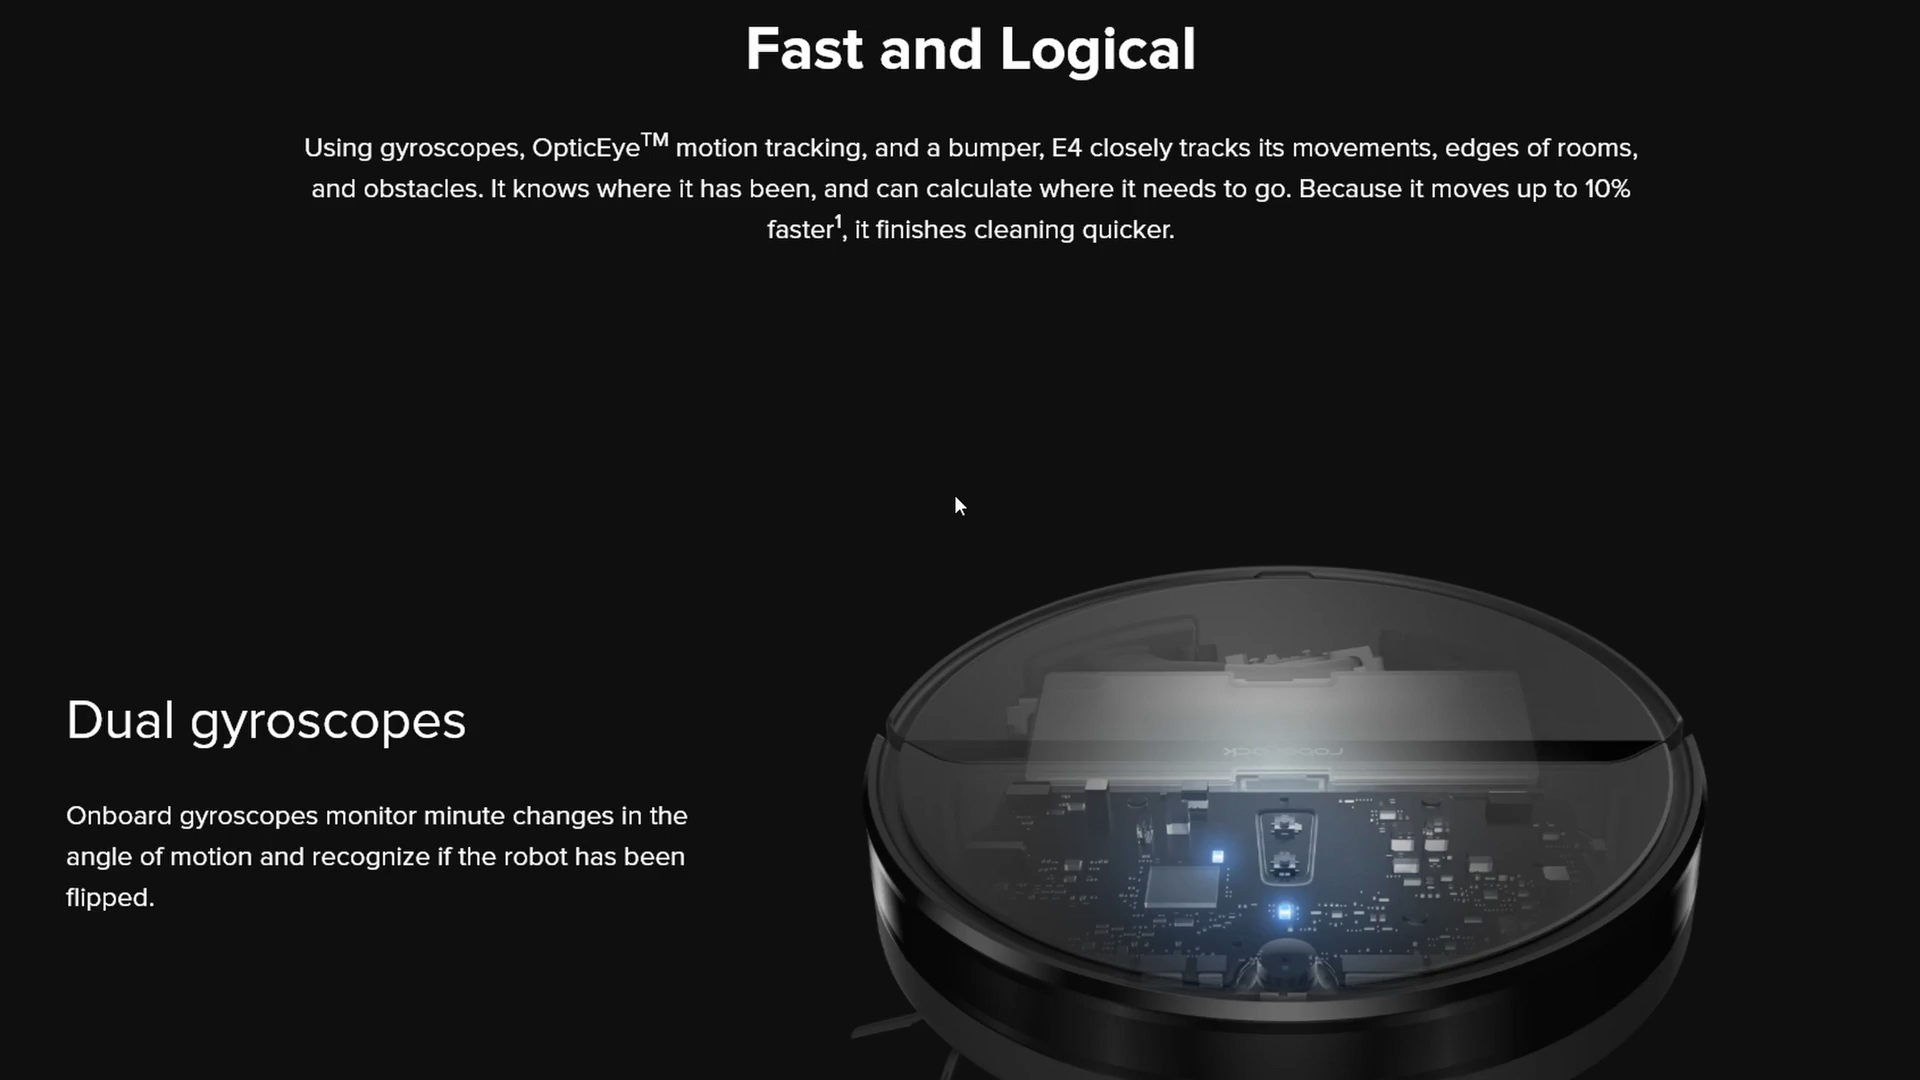 Fast and Logical
Using gyroscopes, OpticEye™ motion tracking, and a bumper, E4 closely tracks its movements, edges of rooms,
and obstacles. It knows where it has been, and can calculate where it needs to go. Because it moves up to 10%
faster¹, it finishes cleaning quicker.
Dual gyroscopes
Onboard gyroscopes monitor minute changes in the
angle of motion and recognize if the robot has been
flipped.
roborock